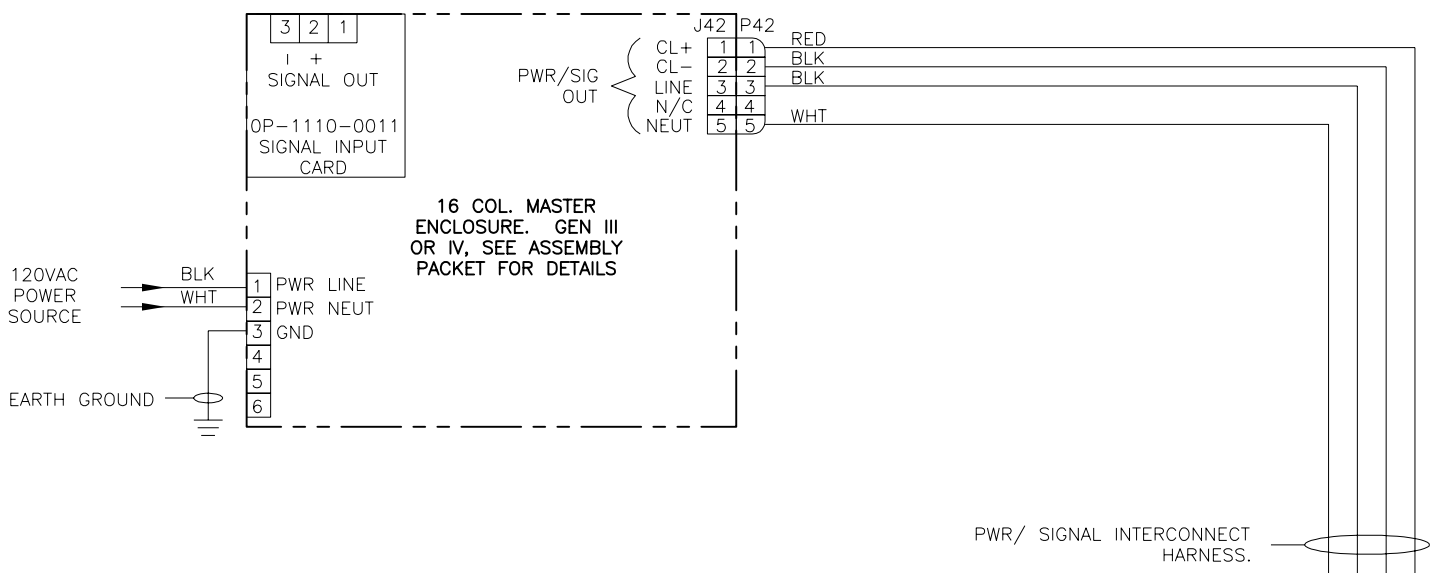 3 2 1
– +
SIGNAL OUT
0P-1110-0011
SIGNAL INPUT
CARD
J42 P42
PWR/SIG
OUT
CL+ 1 1 RED
CL- 2 2 BLK
LINE 3 3 BLK
N/C 4 4
NEUT 5 5 WHT
16 COL. MASTER
ENCLOSURE. GEN III
OR IV, SEE ASSEMBLY
PACKET FOR DETAILS
120VAC
POWER
SOURCE
BLK
WHT
1 PWR LINE
2 PWR NEUT
3 GND
4
5
6
EARTH GROUND
PWR/ SIGNAL INTERCONNECT
HARNESS.